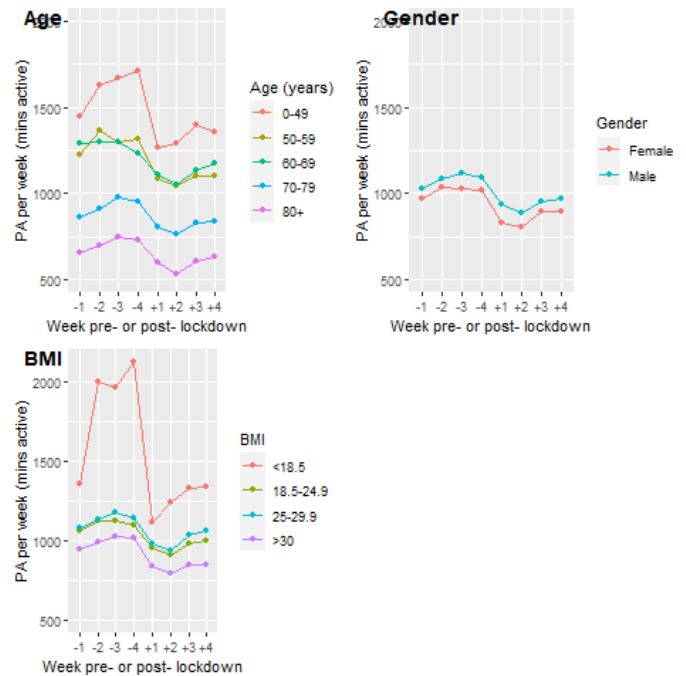 Age
2000
1500
1000
500
PA per week (mins active)
-1 -2 -3 -4 +1 +2 +3 +4
Week pre- or post- lockdown
Age (years)
0-49
50-59
60-69
70-79
80+
Gender
2000
1500
1000
500
PA per week (mins active)
-1 -2 -3 -4 +1 +2 +3 +4
Week pre- or post- lockdown
Gender
Female
Male
BMI
2000
1500
1000
500
PA per week (mins active)
-1 -2 -3 -4 +1 +2 +3 +4
Week pre- or post- lockdown
BMI
<18.5
18.5-24.9
25-29.9
>30